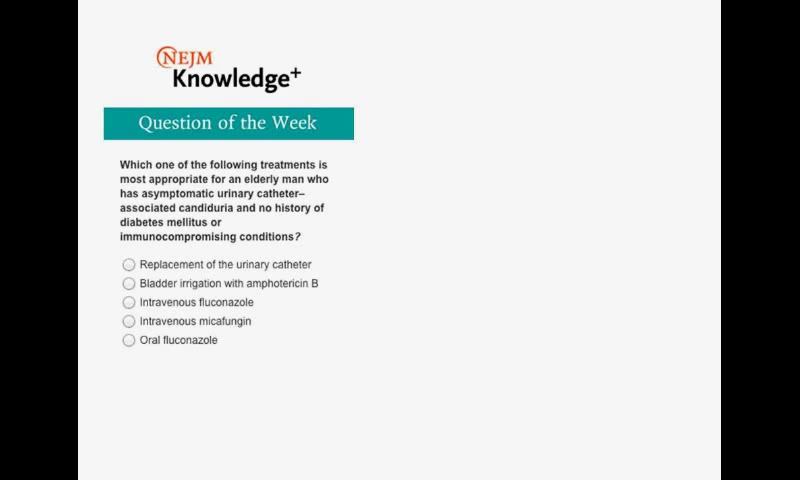 NEJM
Knowledge+
Question of the Week
Which one of the following treatments is
most appropriate for an elderly man who
has asymptomatic urinary catheter–
associated candiduria and no history of
diabetes mellitus or
immunocompromising conditions?
Replacement of the urinary catheter
Bladder irrigation with amphotericin B
Intravenous fluconazole
Intravenous micafungin
Oral fluconazole